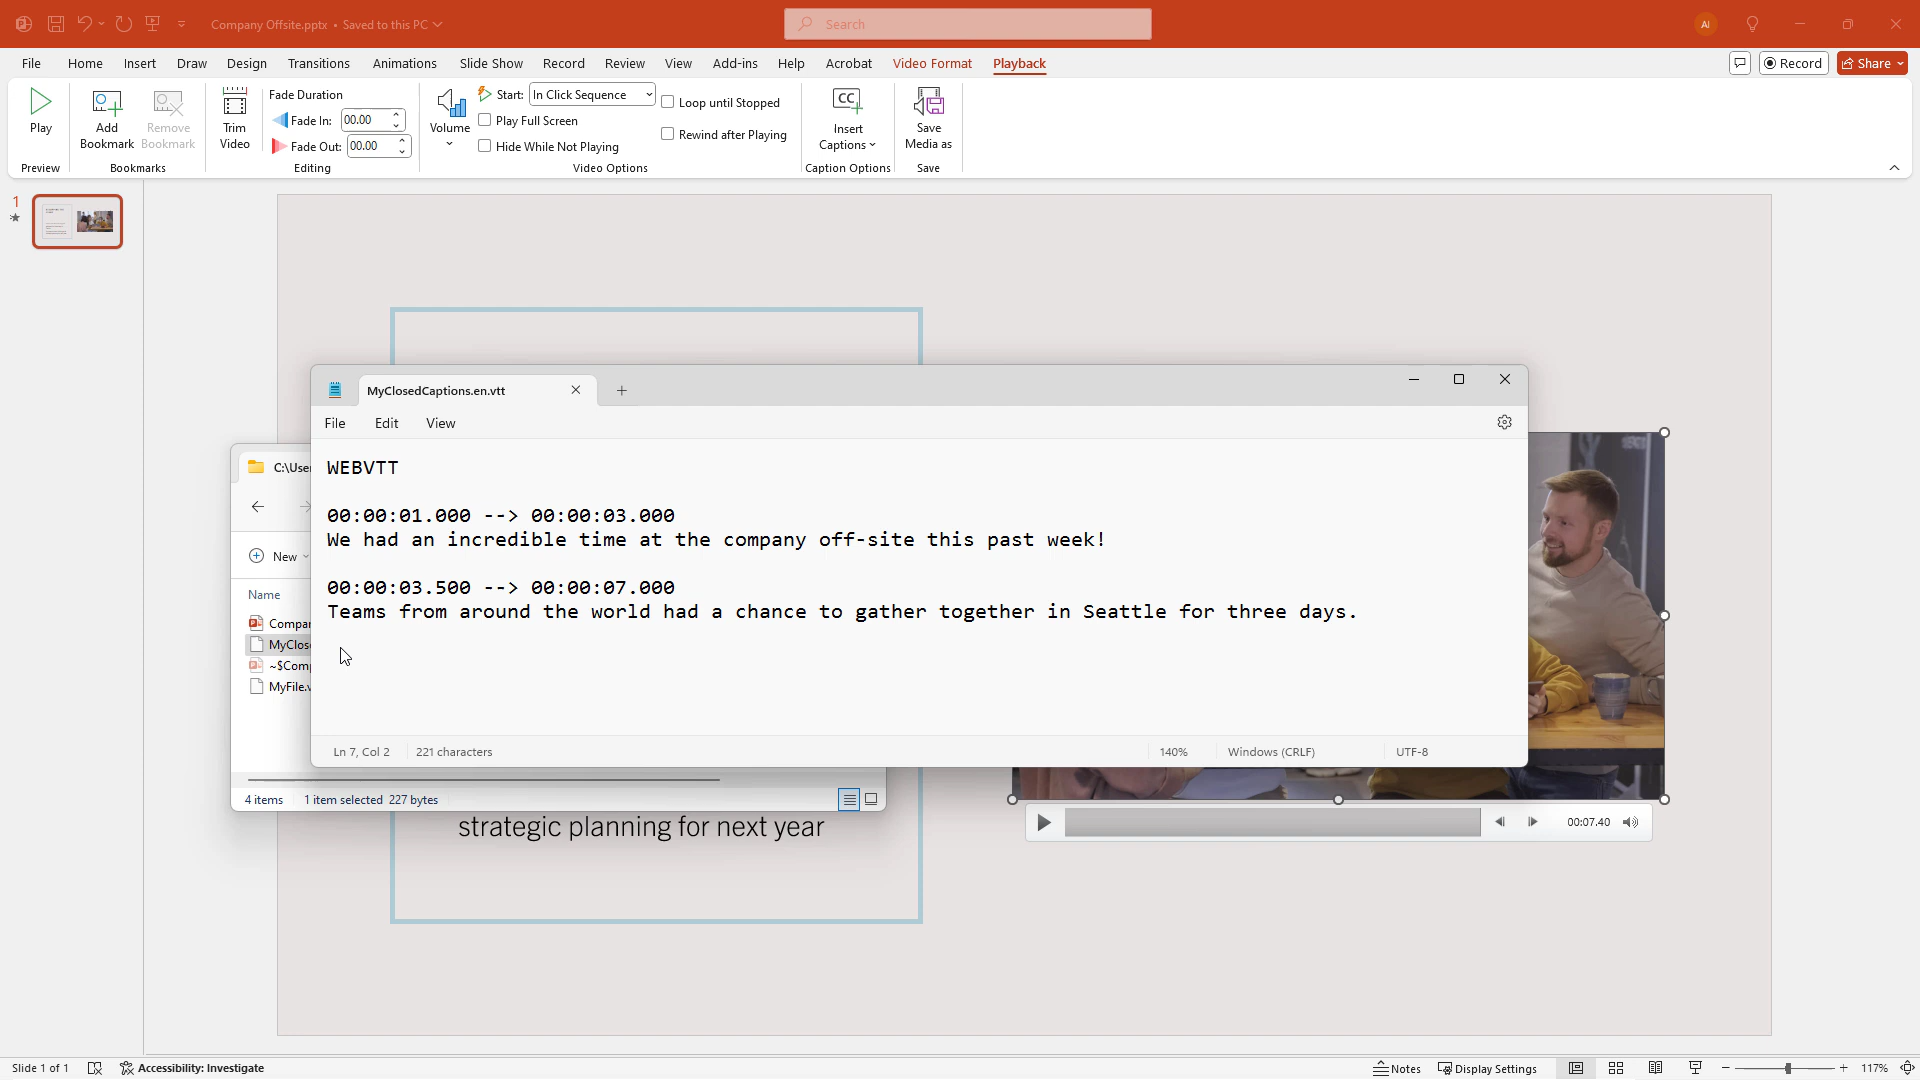 Company Offsite.pptx • Saved to this PC
Search
AI
File Home Insert Draw Design Transitions Animations Slide Show Record Review View Add-ins Help Acrobat Video Format Playback
Record
Share
Play
Preview
Add Bookmark
Remove Bookmark
Bookmarks
Trim Video
Fade Duration
Fade In: 00.00
Fade Out: 00.00
Editing
Volume
Start: In Click Sequence
Play Full Screen
Hide While Not Playing
Loop until Stopped
Rewind after Playing
Video Options
CC
Insert Captions
Caption Options
Save Media as
Save
1
MyClosedCaptions.en.vtt
File Edit View
WEBVTT
00:00:01.000 --> 00:00:03.000
We had an incredible time at the company off-site this past week!
00:00:03.500 --> 00:00:07.000
Teams from around the world had a chance to gather together in Seattle for three days.
Ln 7, Col 2 221 characters 140% Windows (CRLF) UTF-8
C:\User
New
Name
Compar
MyClos
~$Comp
MyFile.v
4 items 1 item selected 227 bytes
strategic planning for next year
00:07.40
Slide 1 of 1 Accessibility: Investigate Notes Display Settings 117%